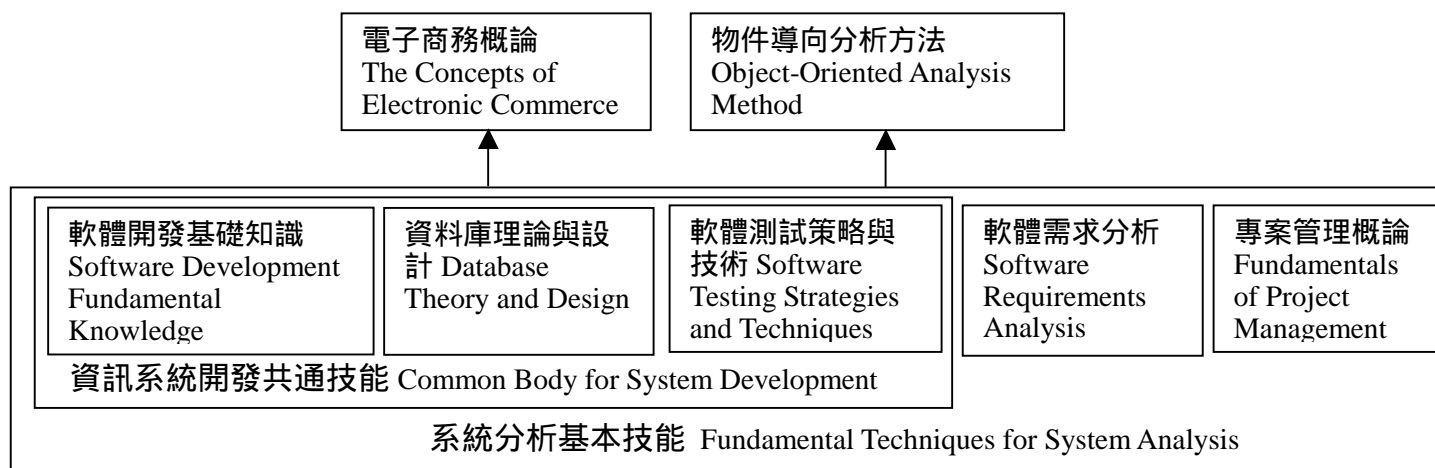 電子商務概論
The Concepts of
Electronic Commerce
物件導向分析方法
Object-Oriented Analysis
Method
軟體開發基礎知識
Software Development
Fundamental
Knowledge
資料庫理論與設
計 Database
Theory and Design
軟體測試策略與
技術 Software
Testing Strategies
and Techniques
軟體需求分析
Software
Requirements
Analysis
專案管理概論
Fundamentals
of Project
Management
資訊系統開發共通技能 Common Body for System Development
系統分析基本技能 Fundamental Techniques for System Analysis